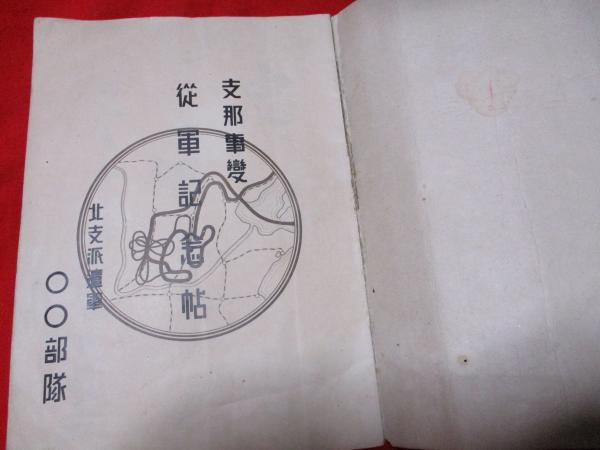 支那事變
從軍記念帖
北支派遣軍
〇〇部隊